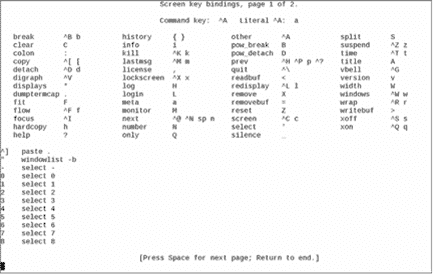 Screen key bindings, page 1 of 2.
Command key:  ^A   Literal ^A:  a
break       ^B b        history     { }         other       ^A          split       S
clear       C           info        i           pow_break   B           suspend     ^Z z
colon       :           kill        ^K k        pow_detach  D           time        ^T t
copy        ^[ [        lastmsg     ^M m        prev        ^H ^P p ^?  title       A
detach      ^D d        license     ,           quit        ^\          vbell       ^G
digraph     ^V          lockscreen  ^X x        readbuf     <           version     v
displays    *           log         H           redisplay   ^L l        width       W
dumptermcap .           login       L           remove      X           windows     ^W w
fit         F           meta        a           removebuf   =           wrap        ^R r
flow        ^F f        monitor     M           reset       Z           writebuf    >
focus       ^I          next        ^@ ^N sp n  screen      ^C c        xoff        ^S s
hardcopy    h           number      N           select      '           xon         ^Q q
help        ?           only        Q           silence     _
^]   paste .
"    windowlist -b
-    select -
0    select 0
1    select 1
2    select 2
3    select 3
4    select 4
5    select 5
6    select 6
7    select 7
8    select 8
[Press Space for next page; Return to end.]